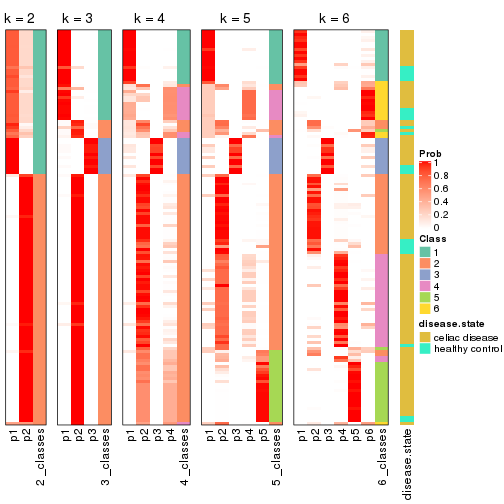 k = 2
k = 3
k = 4
k = 5
k = 6
Prob
1
0.8
0.6
0.4
0.2
0
Class
1
2
3
4
5
6
disease.state
celiac disease
healthy control
p1
p2
2_classes
p1
p2
p3
3_classes
p1
p2
p3
p4
4_classes
p1
p2
p3
p4
p5
5_classes
p1
p2
p3
p4
p5
p6
6_classes
disease.state